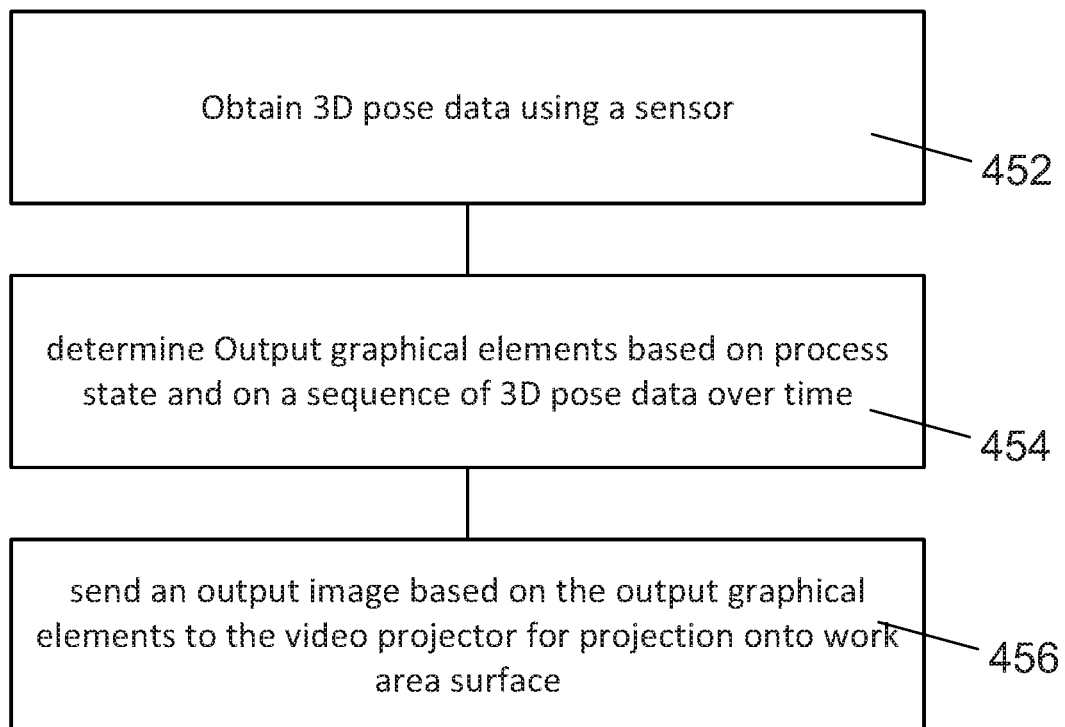 Obtain 3D pose data using a sensor
452
determine Output graphical elements based on process
state and on a sequence of 3D pose data over time
454
send an output image based on the output graphical
elements to the video projector for projection onto work
area surface
456